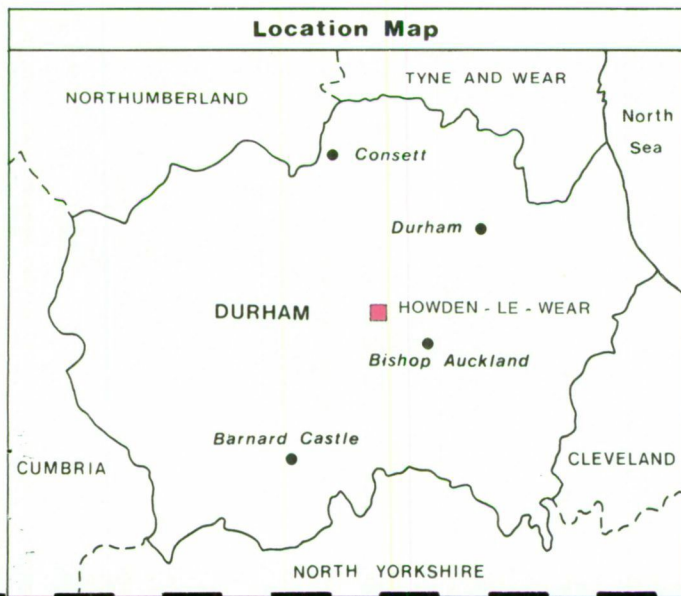 Location Map
TYNE AND WEAR
NORTHUMBERLAND
North
Sea
Consett
Durham
DURHAM
HOWDEN - LE - WEAR
Bishop Auckland
Barnard Castle
CUMBRIA
CLEVELAND
NORTH YORKSHIRE